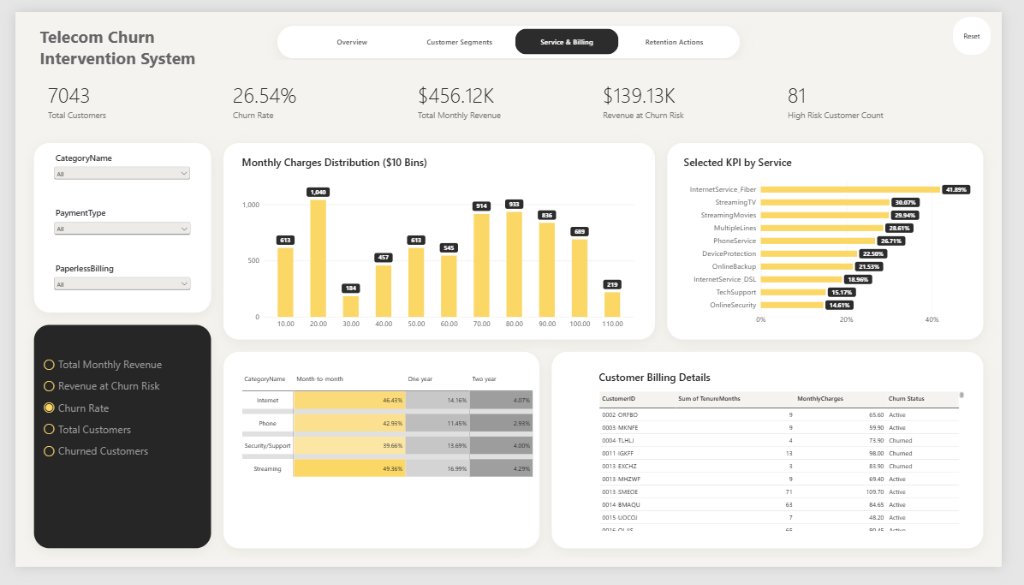 Telecom Churn
Intervention System
Overview
Customer Segments
Service & Billing
Retention Actions
Reset
7043
Total Customers
26.54%
Churn Rate
$456.12K
Total Monthly Revenue
$139.13K
Revenue at Churn Risk
81
High Risk Customer Count
CategoryName
All
PaymentType
All
PaperlessBilling
All
Total Monthly Revenue
Revenue at Churn Risk
Churn Rate
Total Customers
Churned Customers
Monthly Charges Distribution ($10 Bins)
1,000
500
0
613
1,040
184
457
613
545
914
933
836
689
219
10.00 20.00 30.00 40.00 50.00 60.00 70.00 80.00 90.00 100.00 110.00
Selected KPI by Service
InternetService_Fiber 41.89%
StreamingTV 30.07%
StreamingMovies 29.94%
MultipleLines 28.61%
PhoneService 26.71%
DeviceProtection 22.50%
OnlineBackup 21.53%
InternetService_DSL 18.96%
TechSupport 15.17%
OnlineSecurity 14.61%
0% 20% 40%
CategoryName Month-to-month One year Two year
Internet 46.43% 14.16% 4.07%
Phone 42.93% 11.45% 2.93%
Security/Support 39.66% 13.69% 4.00%
Streaming 49.36% 16.99% 4.29%
Customer Billing Details
CustomerID Sum of TenureMonths MonthlyCharges Churn Status
0002-ORFBO 9 65.60 Active
0003-MKNFE 9 59.90 Active
0004-TLHLJ 4 73.90 Churned
0011-IGKFF 13 98.00 Churned
0013-EXCHZ 3 83.90 Churned
0013-MHZWF 9 69.40 Active
0013-SMEOE 71 109.70 Active
0014-BMAQU 63 84.65 Active
0015-UOCOJ 7 48.20 Active
65 Active